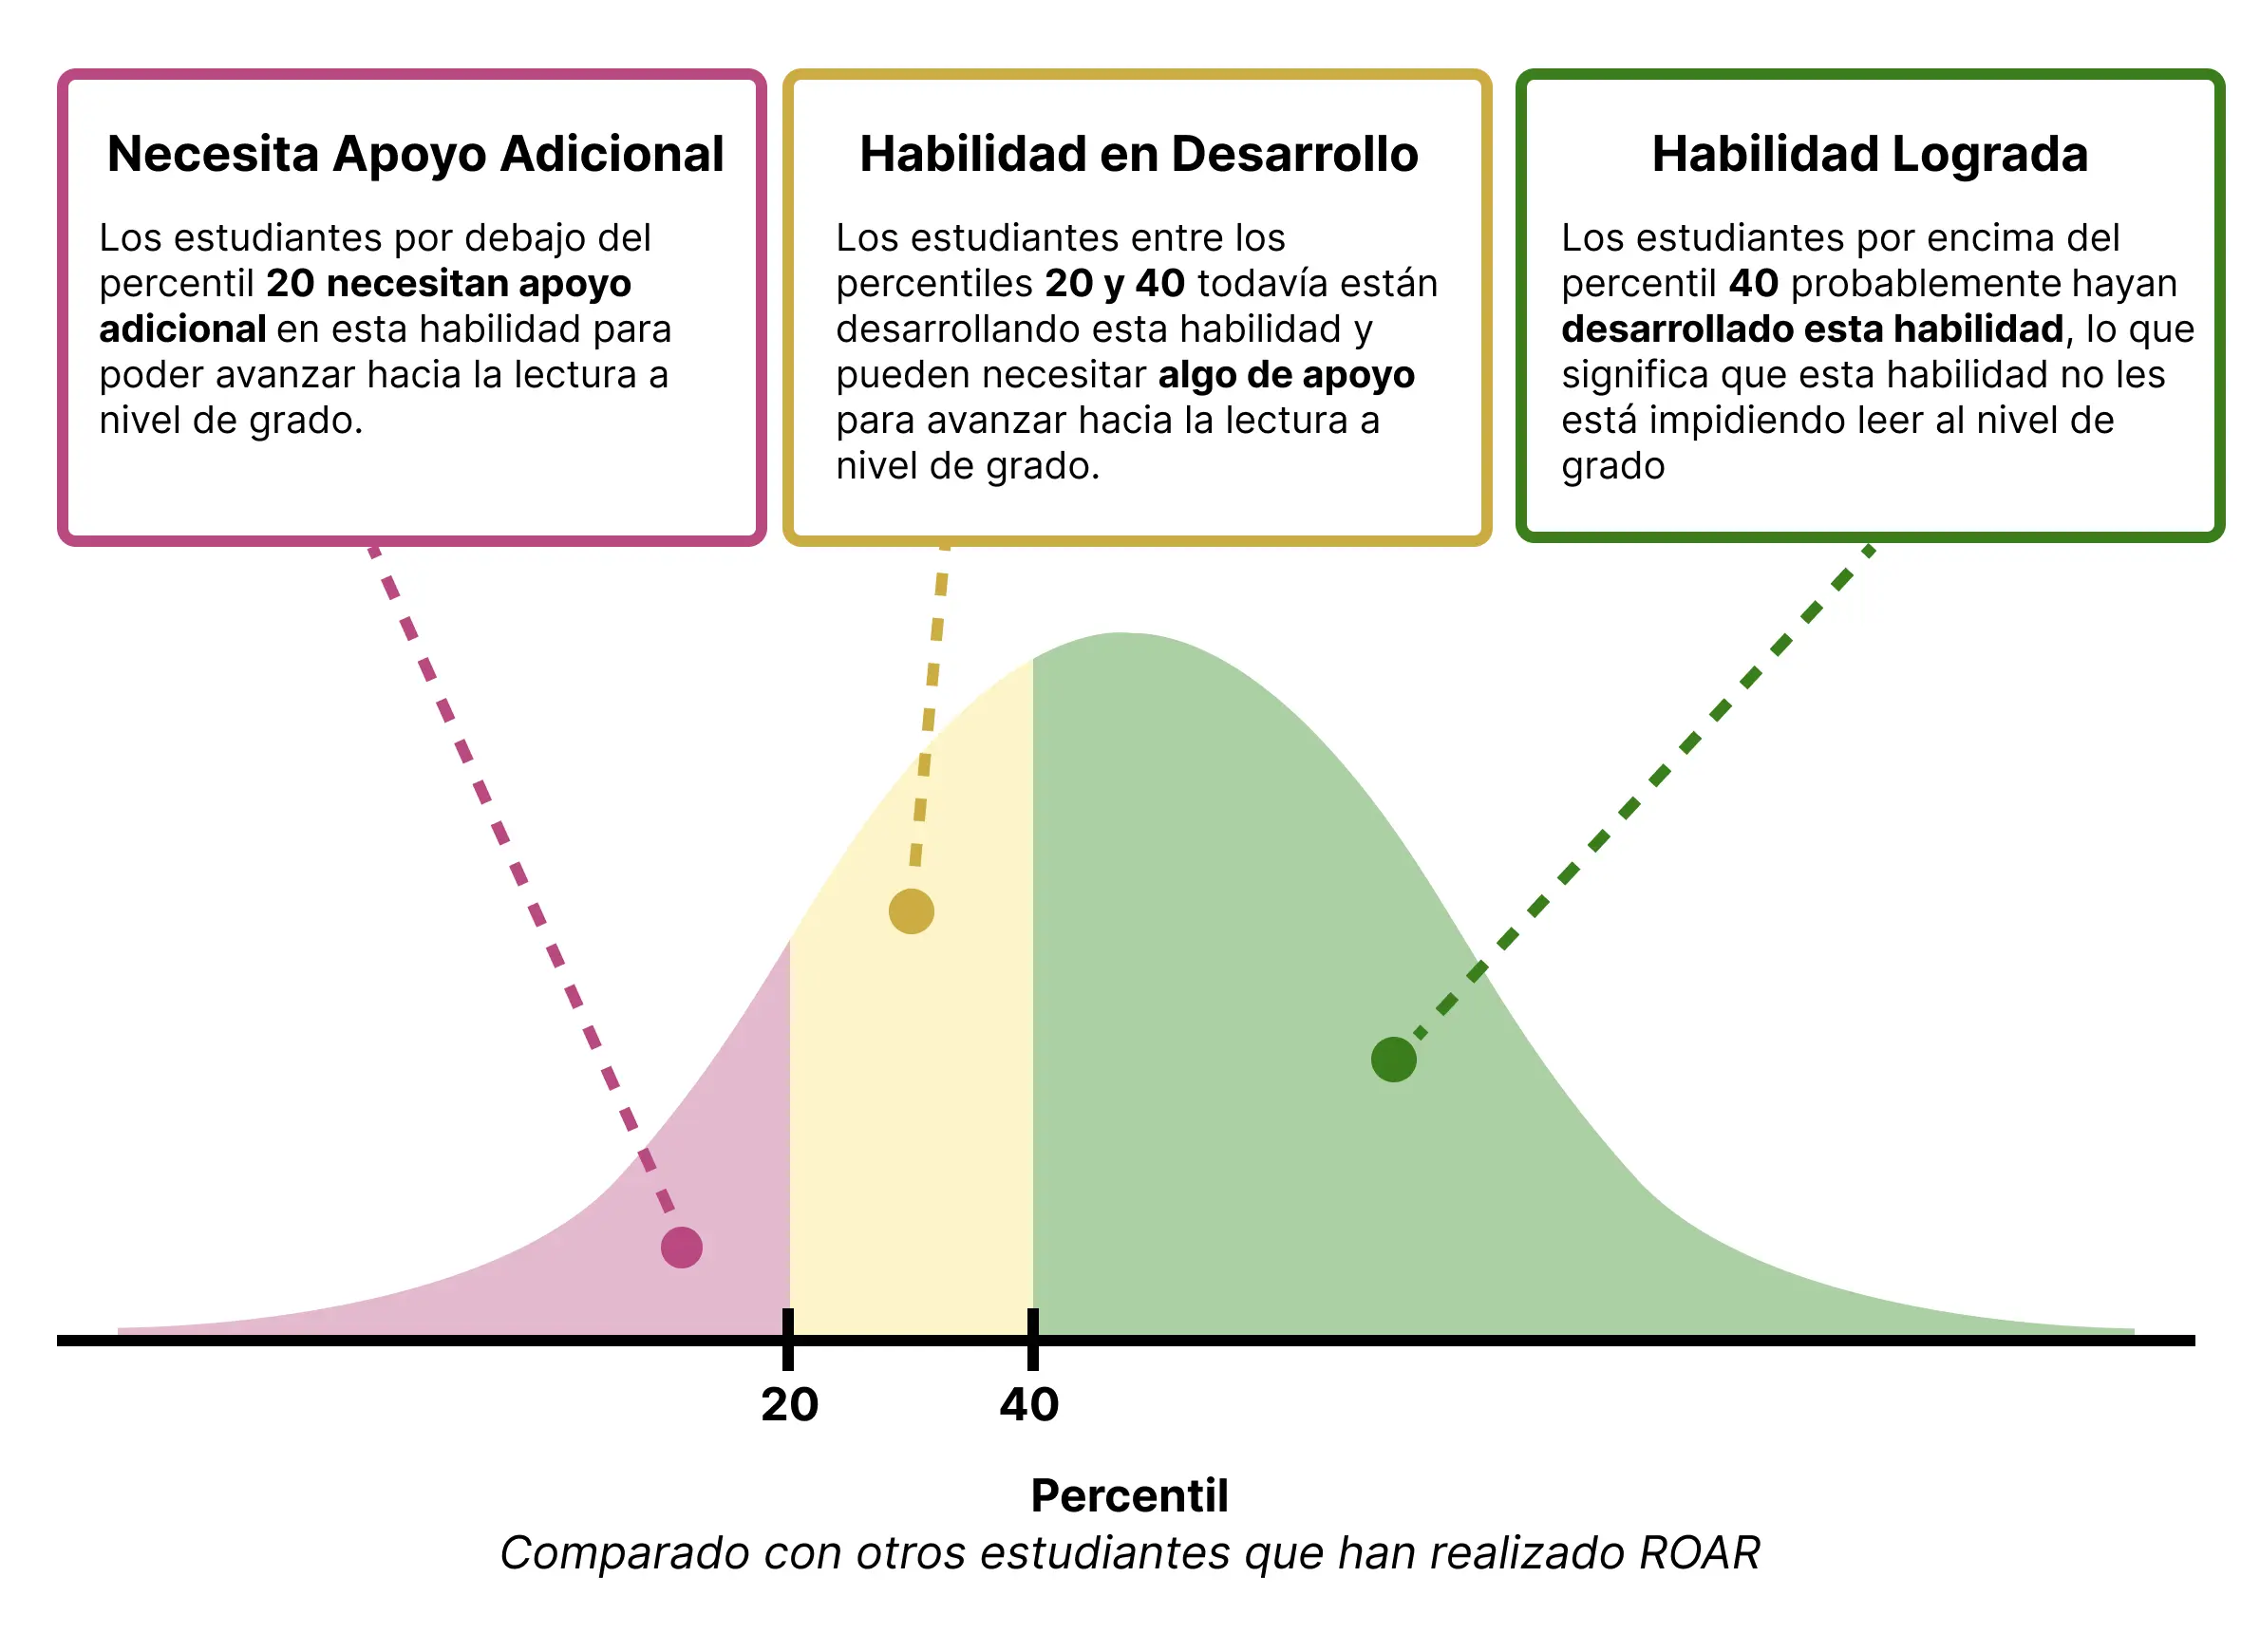 Necesita Apoyo Adicional
Los estudiantes por debajo del
percentil 20 necesitan apoyo
adicional en esta habilidad para
poder avanzar hacia la lectura a
nivel de grado.
Habilidad en Desarrollo
Los estudiantes entre los
percentiles 20 y 40 todavía están
desarrollando esta habilidad y
pueden necesitar algo de apoyo
para avanzar hacia la lectura a
nivel de grado.
Habilidad Lograda
Los estudiantes por encima del
percentil 40 probablemente hayan
desarrollado esta habilidad, lo que
significa que esta habilidad no les
está impidiendo leer al nivel de
grado
20
40
Percentil
Comparado con otros estudiantes que han realizado ROAR